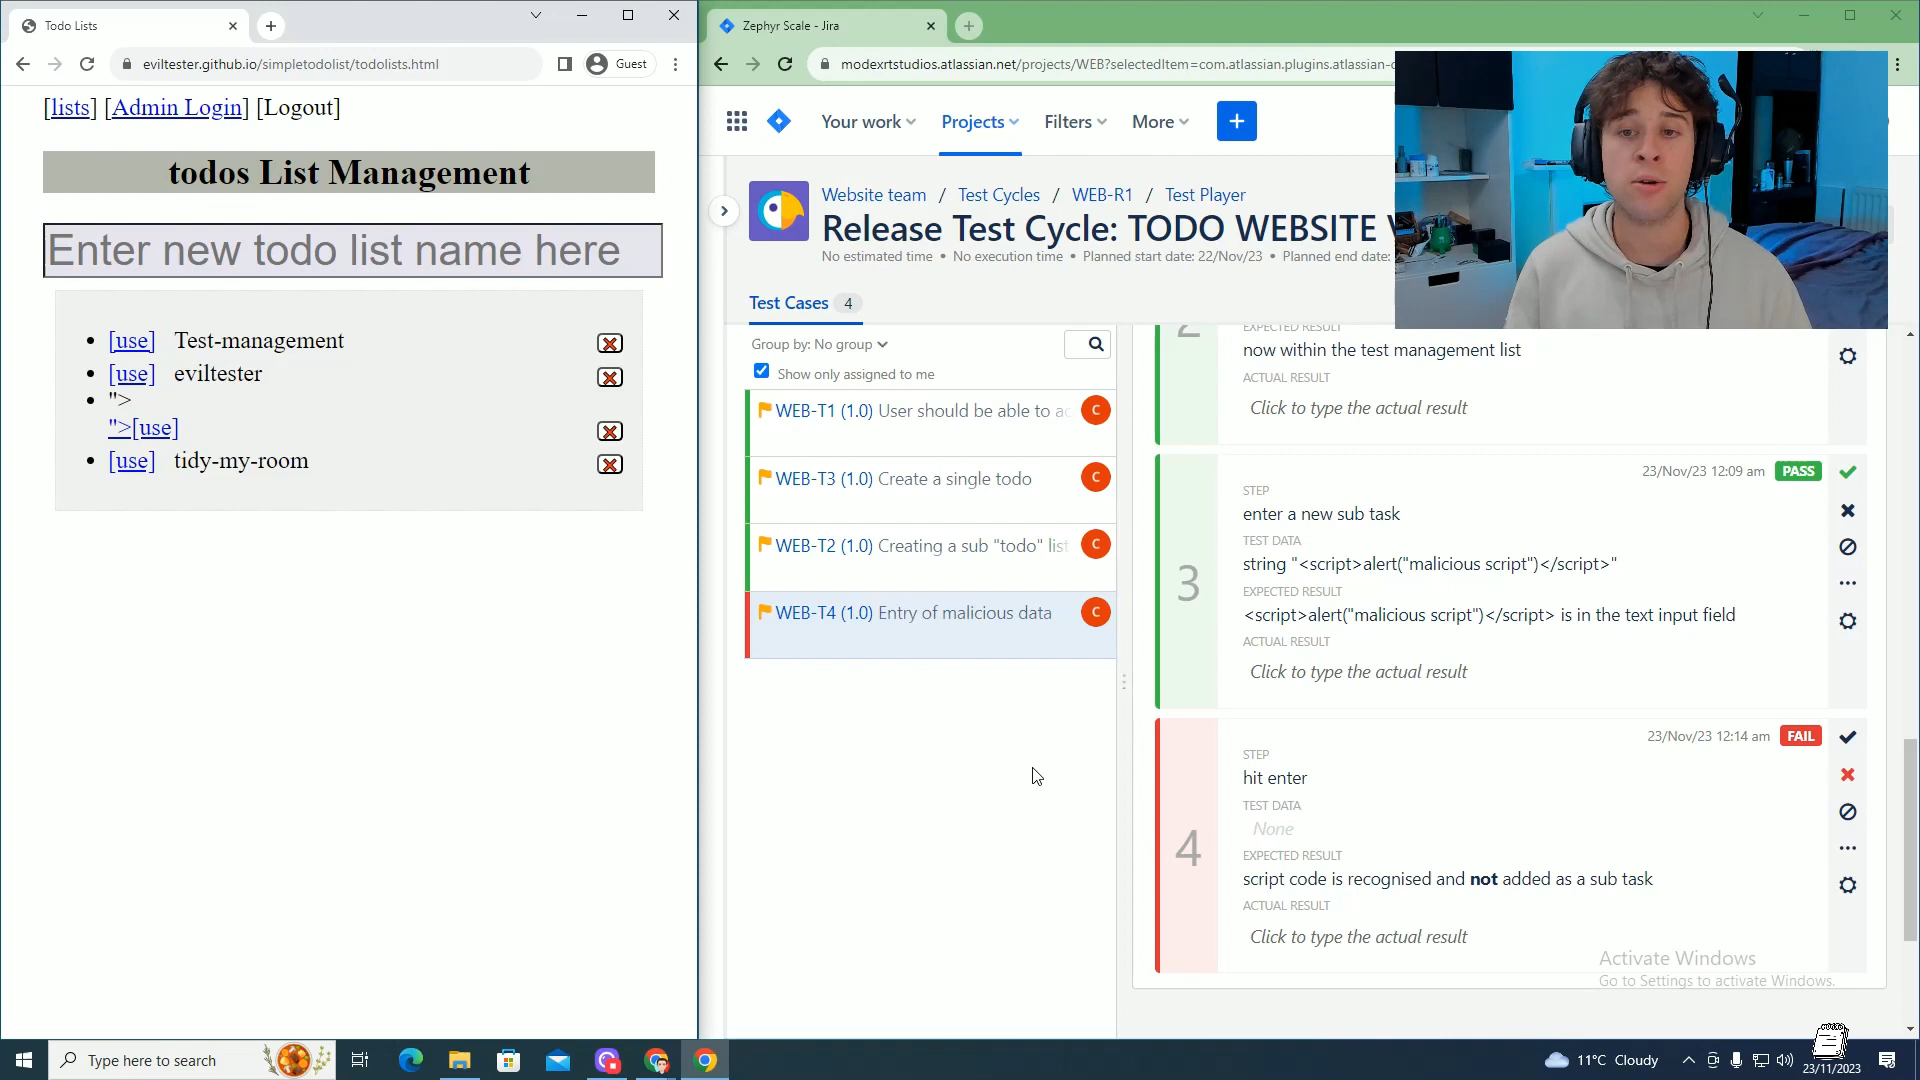 Todo Lists
eviltester.github.io/simpletodolist/todolists.html
Guest
[lists] [Admin Login] [Logout]
todos List Management
Enter new todo list name here
[use] Test-management
[use] eviltester
">
">[use]
[use] tidy-my-room
Zephyr Scale - Jira
modexrtstudios.atlassian.net/projects/WEB?selectedItem=com.atlassian.plugins.atlassian-c
Your work
Projects
Filters
More
Website team / Test Cycles / WEB-R1 / Test Player
Release Test Cycle: TODO WEBSITE
No estimated time • No execution time • Planned start date: 22/Nov/23 • Planned end date:
Test Cases 4
Group by: No group
Show only assigned to me
WEB-T1 (1.0) User should be able to ac
C
WEB-T3 (1.0) Create a single todo
C
WEB-T2 (1.0) Creating a sub "todo" list
C
WEB-T4 (1.0) Entry of malicious data
C
2
EXPECTED RESULT
now within the test management list
ACTUAL RESULT
Click to type the actual result
23/Nov/23 12:09 am PASS
3
STEP
enter a new sub task
TEST DATA
string "<script>alert("malicious script")</script>"
EXPECTED RESULT
<script>alert("malicious script")</script> is in the text input field
ACTUAL RESULT
Click to type the actual result
23/Nov/23 12:14 am FAIL
4
STEP
hit enter
TEST DATA
None
EXPECTED RESULT
script code is recognised and not added as a sub task
ACTUAL RESULT
Click to type the actual result
Activate Windows
Go to Settings to activate Windows.
Type here to search
11°C Cloudy
23/11/2023